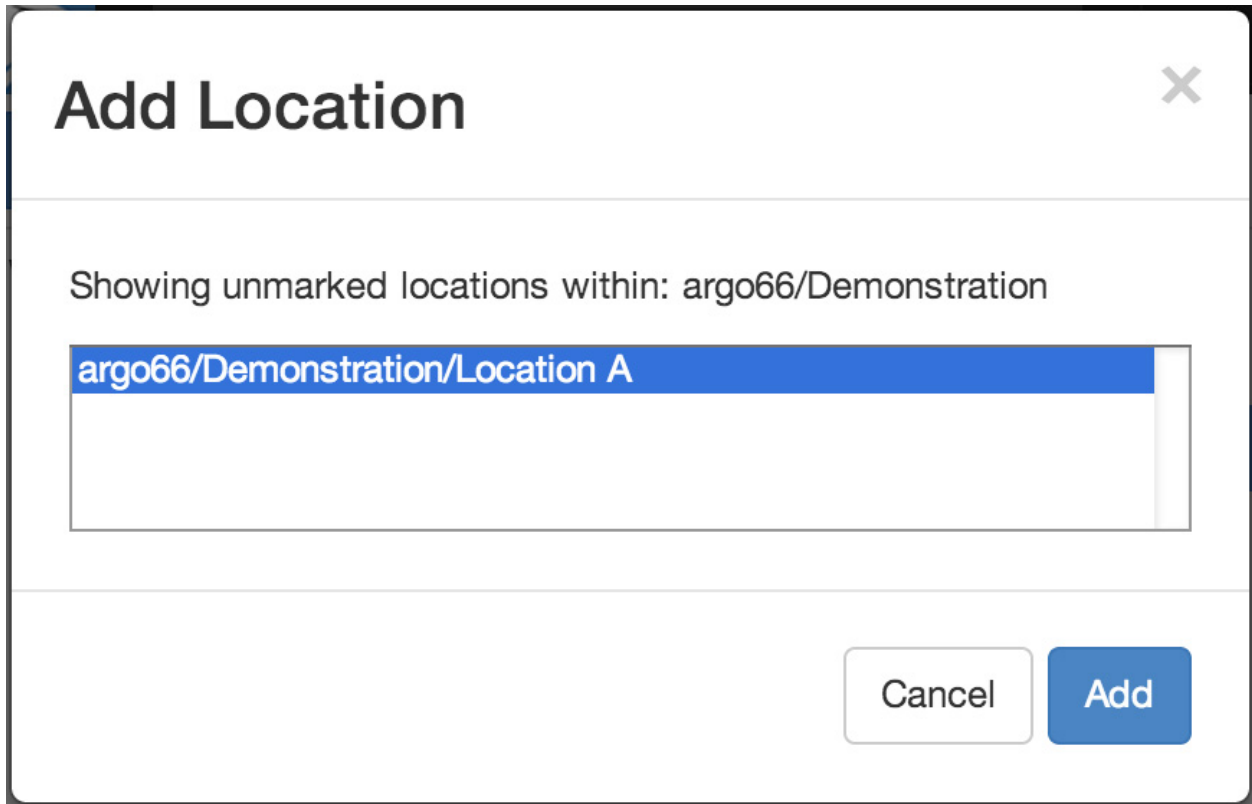 Add Location
×
Showing unmarked locations within: argo66/Demonstration
argo66/Demonstration/Location A
Cancel
Add